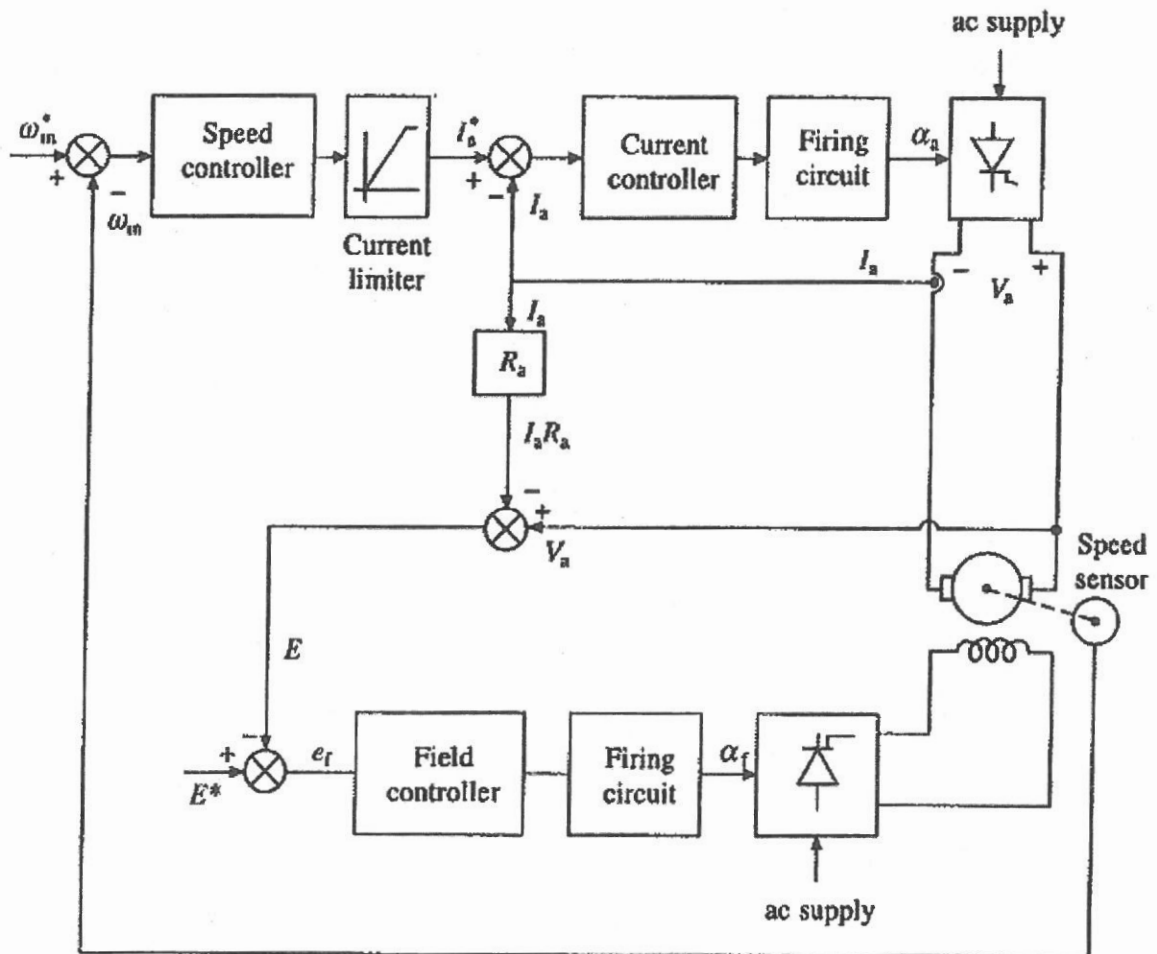 ac supply
ω*m
+
−
ωm
Speed
controller
Current
limiter
I*a
+
−
Ia
Current
controller
Firing
circuit
αa
Ia
−
+
Va
Ia
Ra
IaRa
−
+
Va
Speed
sensor
E
−
+
E*
ef
Field
controller
Firing
circuit
αf
ac supply